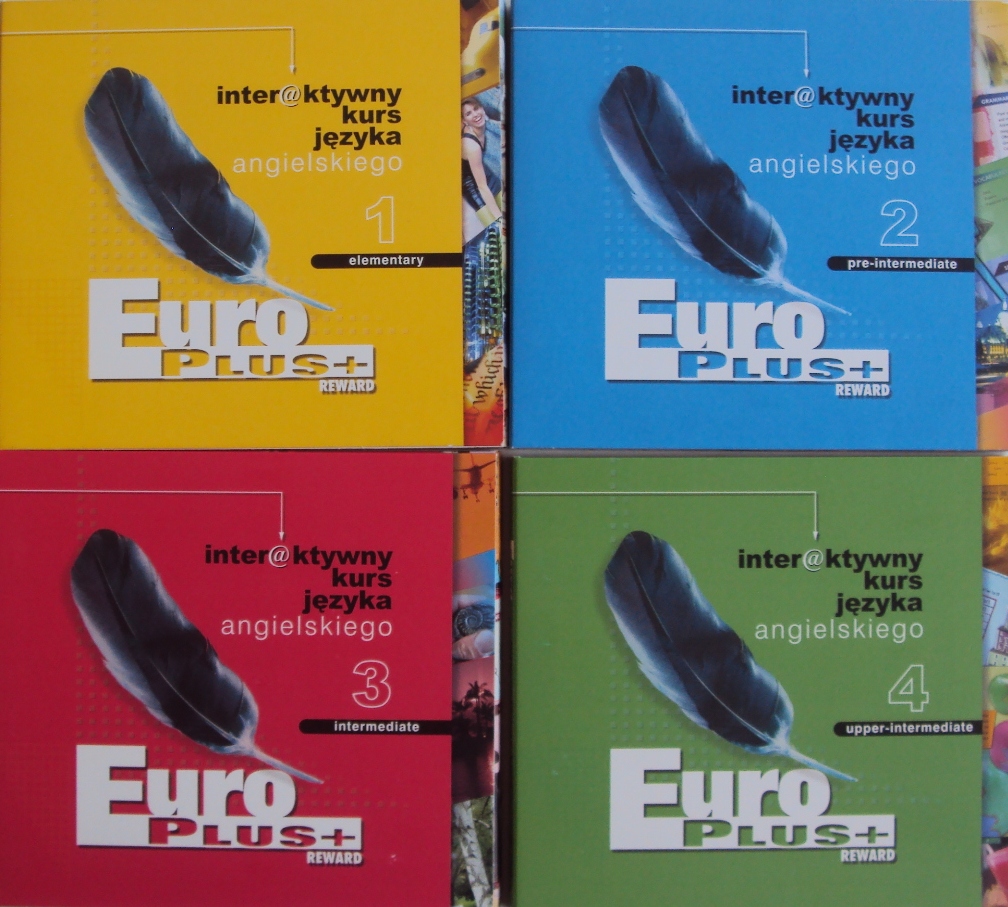 inter@ktywny
kurs
języka
angielskiego
1
elementary
Euro
PLUS+
REWARD
which
inter@ktywny
kurs
języka
angielskiego
2
pre-intermediate
Euro
PLUS+
REWARD
inter@ktywny
kurs
języka
angielskiego
3
intermediate
Euro
PLUS+
REWARD
inter@ktywny
kurs
języka
angielskiego
4
upper-intermediate
Euro
PLUS+
REWARD